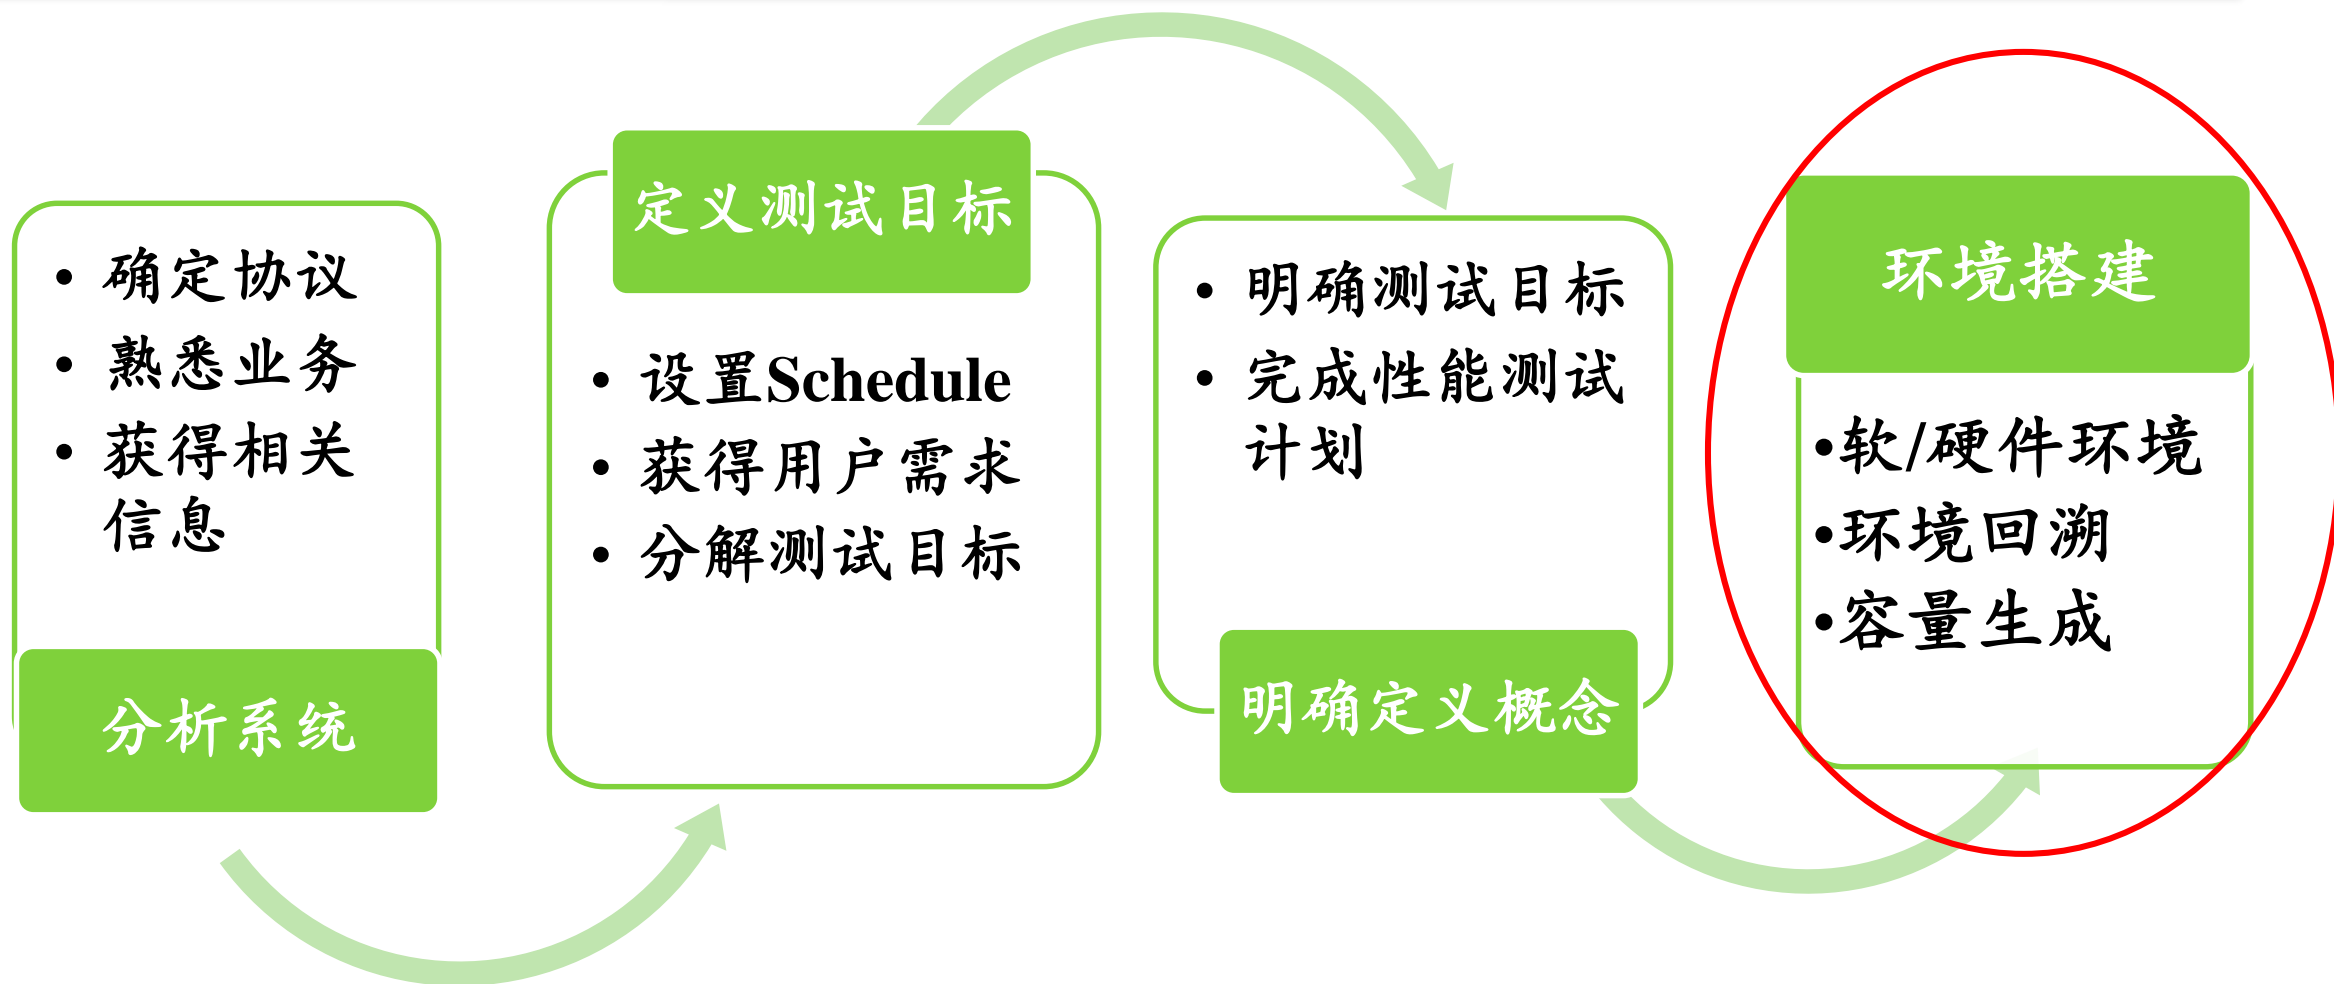 确定协议
熟悉业务
获得相关
信息
分析系统
定义测试目标
设置Schedule
获得用户需求
分解测试目标
明确测试目标
完成性能测试
计划
明确定义概念
环境搭建
软/硬件环境
环境回溯
容量生成